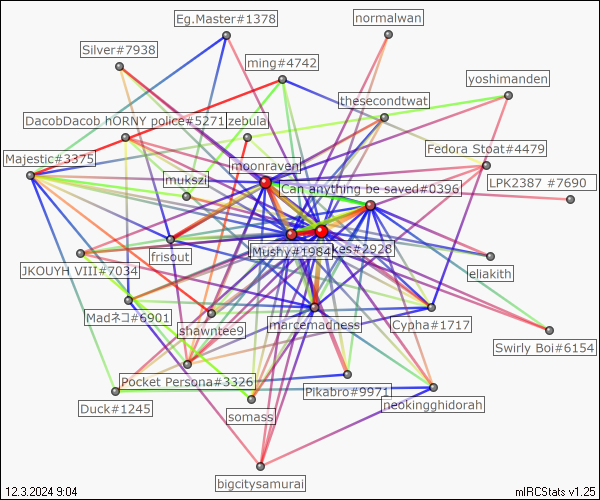 Eg.Master#1378
normalwan
Silver#7938
ming#4742
yoshimanden
thesecondtwat
DacobDacob hORNY police#5271
zebula
Fedora Stoat#4479
Majestic#3375
moonraven
mukszi
Can anything be saved#0396
LPK2387 #7690
Mushy#1984
kes#2928
frisout
JKOUYH VIII#7034
eliakith
Madネコ#6901
shawntee9
marcemadness
Cypha#1717
Swirly Boi#6154
Pocket Persona#3326
Pikabro#9971
Duck#1245
somass
neokingghidorah
bigcitysamurai
12.3.2024 9:04
mIRCStats v1.25